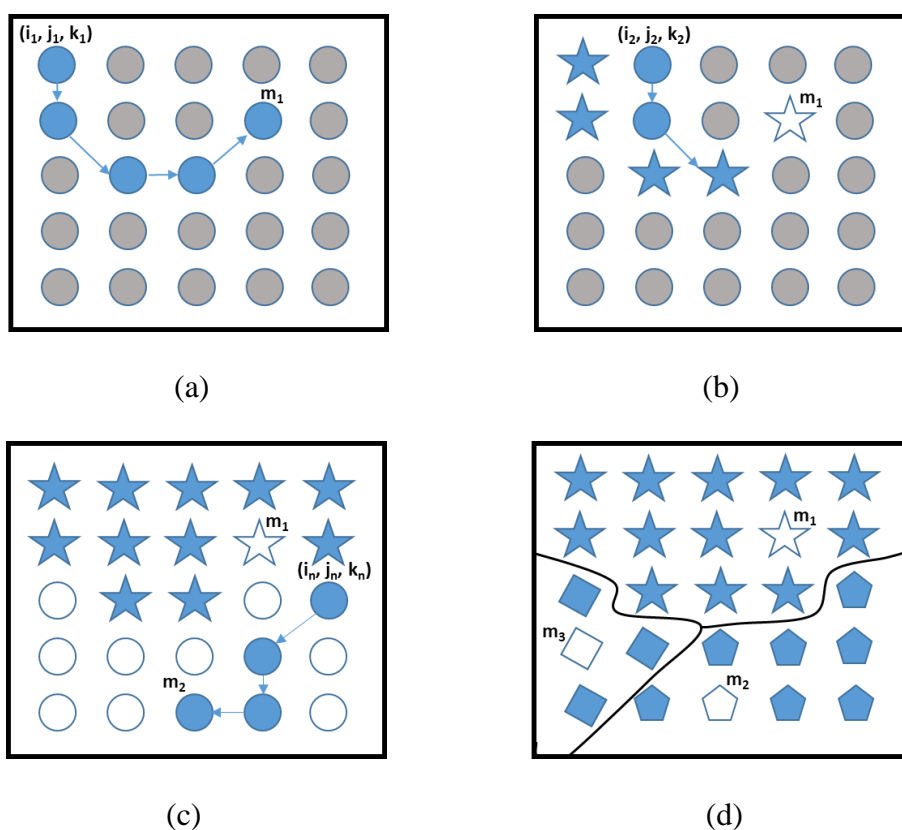 (i₁, j₁, k₁)
m₁
(i₂, j₂, k₂)
m₁
(a)
(b)
m₁
(iₙ, jₙ, kₙ)
m₂
m₁
m₃
m₂
(c)
(d)